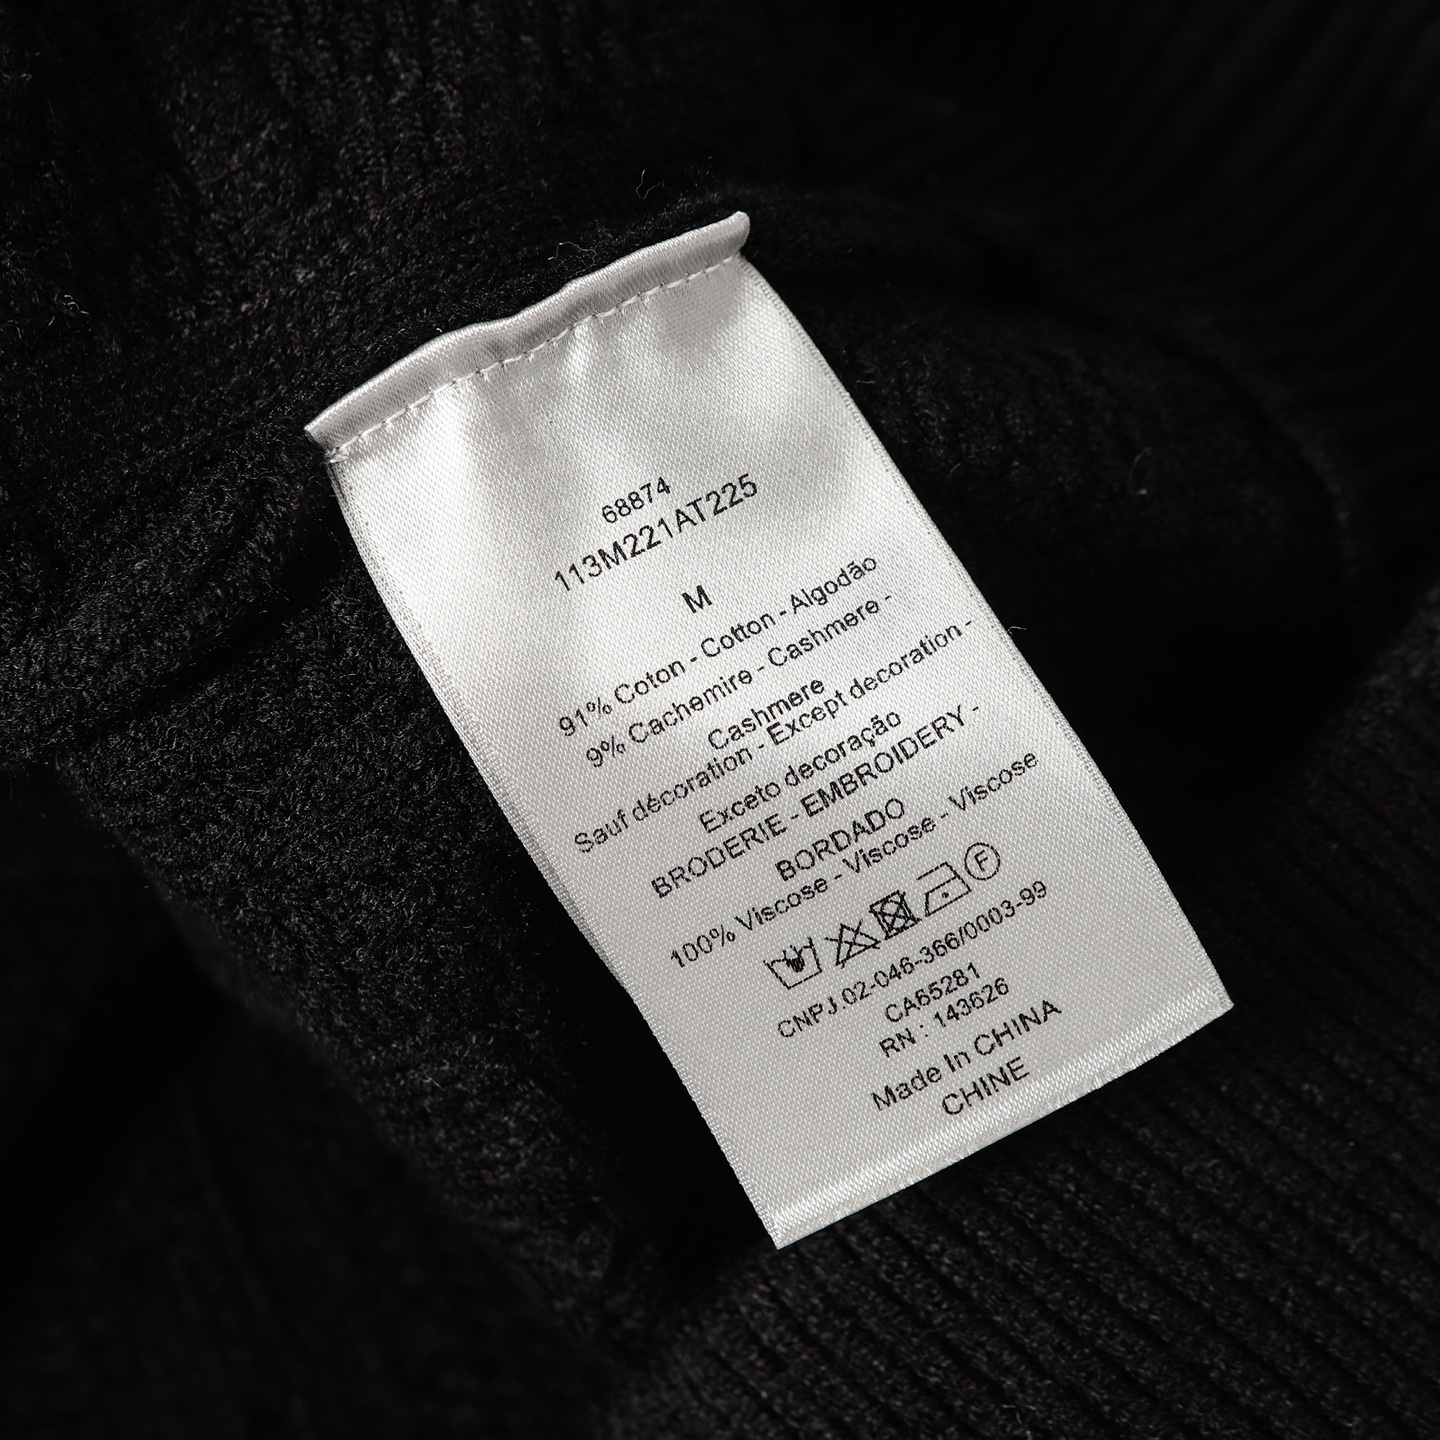 68874
113M221AT225
M
91% Coton - Cotton - Algodão
9% Cachemire - Cashmere -
Cashmere
Sauf décoration - Except decoration -
Exceto decoração
BRODERIE - EMBROIDERY -
BORDADO
100% Viscose - Viscose - Viscose
F
CNPJ.02-046-366/0003-99
CA65281
RN : 143626
Made In CHINA
CHINE